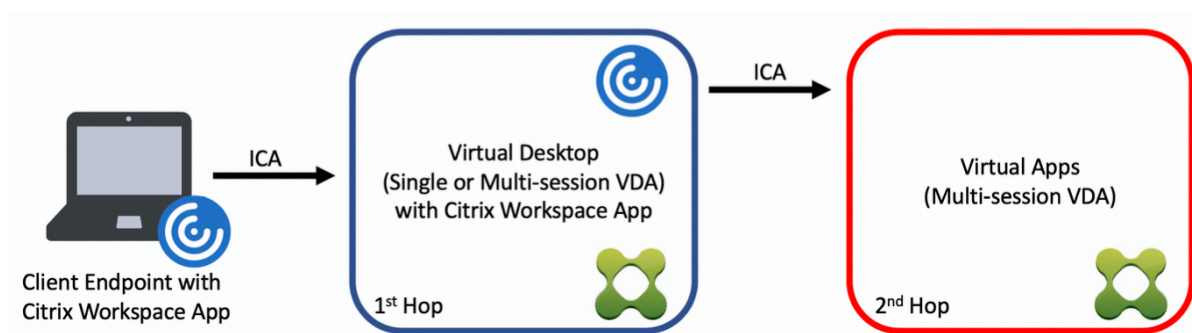 ICA
Client Endpoint with
Citrix Workspace App
Virtual Desktop
(Single or Multi-session VDA)
with Citrix Workspace App
1st Hop
ICA
Virtual Apps
(Multi-session VDA)
2nd Hop